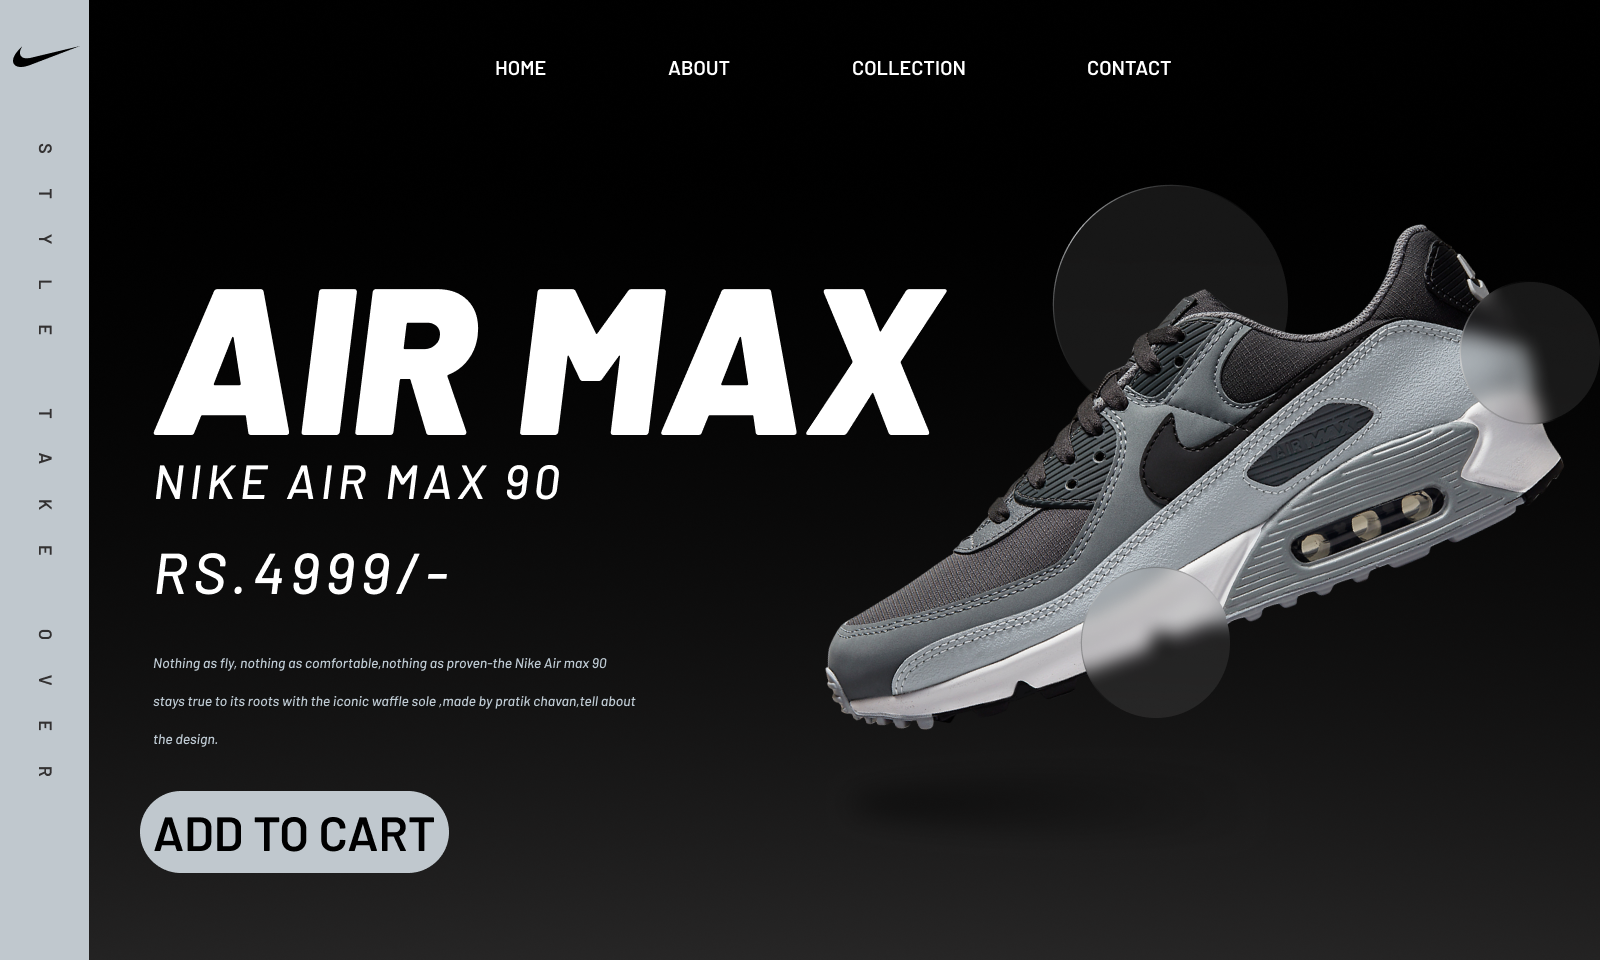 HOME ABOUT COLLECTION CONTACT
STYLE TAKE OVER
AIR MAX
NIKE AIR MAX 90
RS.4999/-
Nothing as fly, nothing as comfortable,nothing as proven-the Nike Air max 90
stays true to its roots with the iconic waffle sole ,made by pratik chavan,tell about
the design.
ADD TO CART
AIR MAX